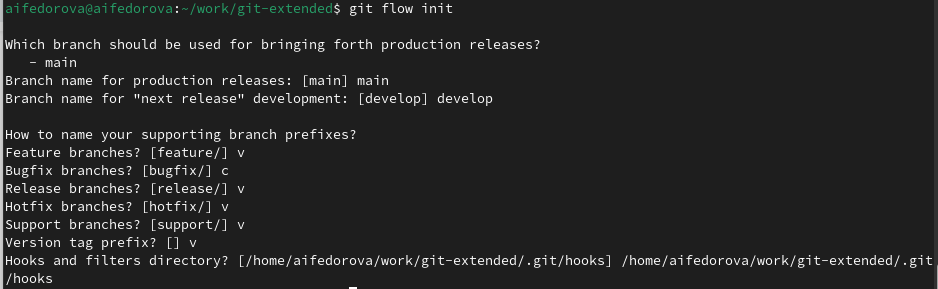 aifedorova@aifedorova:~/work/git-extended$ git flow init
Which branch should be used for bringing forth production releases?
   - main
Branch name for production releases: [main] main
Branch name for "next release" development: [develop] develop
How to name your supporting branch prefixes?
Feature branches? [feature/] v
Bugfix branches? [bugfix/] c
Release branches? [release/] v
Hotfix branches? [hotfix/] v
Support branches? [support/] v
Version tag prefix? [] v
Hooks and filters directory? [/home/aifedorova/work/git-extended/.git/hooks] /home/aifedorova/work/git-extended/.git
/hooks